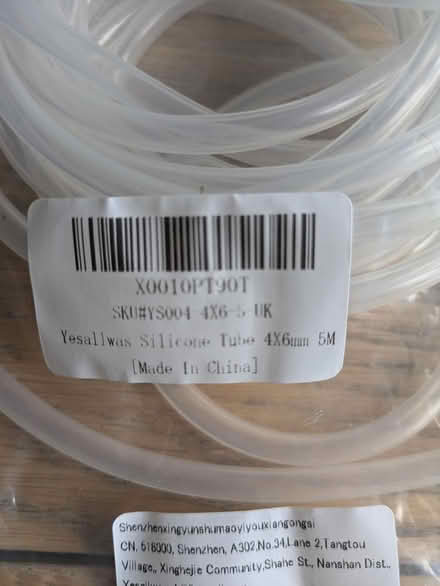 X0010PT90T
SKU#YS004 4X6-5-UK
Yesallwas Silicone Tube 4X6mm 5M
[Made In China]
Shenzhenxingyunshumaoyiyouxiangongsi
CN, 518000, Shenzhen, A302,No.34,Lane 2,Tangtou
Village,, Xinghejie Community,Shahe St., Nanshan Dist.,